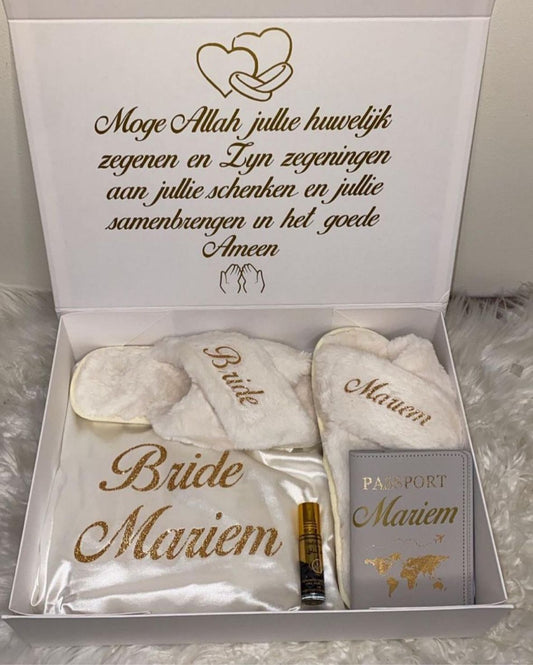 Moge Allah jullie huwelijk
zegenen en Zyn zegeningen
aan jullie schenken en jullie
samenbrengen in het goede
Ameen
Bride
Mariem
Bride
Mariem
PASSPORT
Mariem